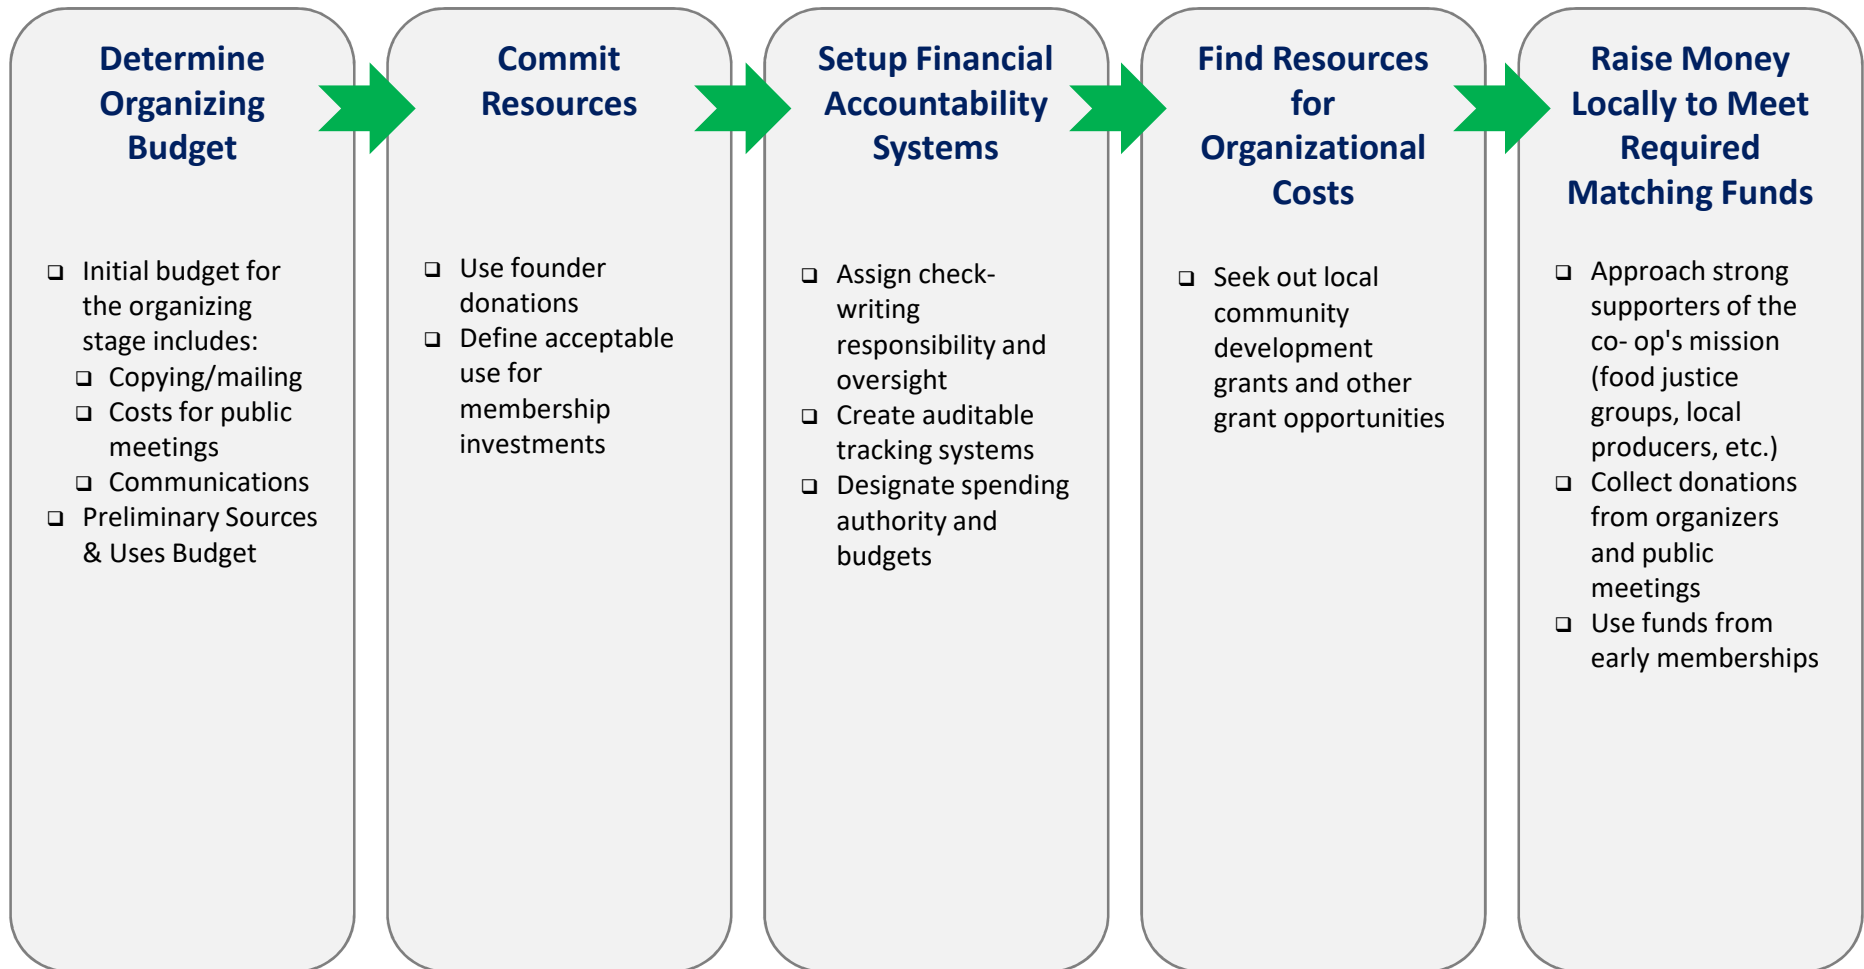 Determine
Organizing
Budget
❑ Initial budget for
the organizing
stage includes:
❑ Copying/mailing
❑ Costs for public
meetings
❑ Communications
❑ Preliminary Sources
& Uses Budget
Commit
Resources
❑ Use founder
donations
❑ Define acceptable
use for
membership
investments
Setup Financial
Accountability
Systems
❑ Assign check-
writing
responsibility and
oversight
❑ Create auditable
tracking systems
❑ Designate spending
authority and
budgets
Find Resources
for
Organizational
Costs
❑ Seek out local
community
development
grants and other
grant opportunities
Raise Money
Locally to Meet
Required
Matching Funds
❑ Approach strong
supporters of the
co- op's mission
(food justice
groups, local
producers, etc.)
❑ Collect donations
from organizers
and public
meetings
❑ Use funds from
early memberships